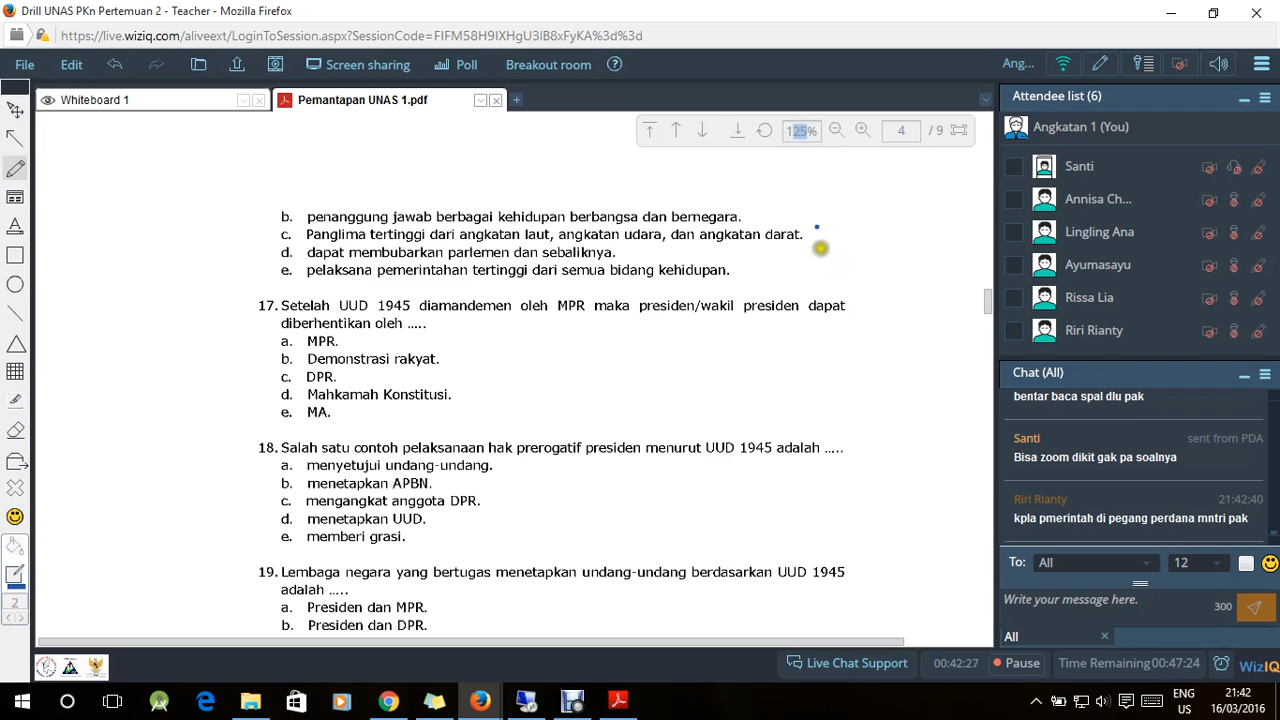 Drill UNAS PKn Pertemuan 2 - Teacher - Mozilla Firefox
https://live.wiziq.com/aliveext/LoginToSession.aspx?SessionCode=FIFM58H9IXHgU3IB8xFyKA%3d%3d
File Edit Screen sharing Poll Breakout room Ang...
Whiteboard 1 Pemantapan UNAS 1.pdf
125% 4 / 9
b. penanggung jawab berbagai kehidupan berbangsa dan bernegara.
c. Panglima tertinggi dari angkatan laut, angkatan udara, dan angkatan darat.
d. dapat membubarkan parlemen dan sebaliknya.
e. pelaksana pemerintahan tertinggi dari semua bidang kehidupan.
17. Setelah UUD 1945 diamandemen oleh MPR maka presiden/wakil presiden dapat
diberhentikan oleh .....
a. MPR.
b. Demonstrasi rakyat.
c. DPR.
d. Mahkamah Konstitusi.
e. MA.
18. Salah satu contoh pelaksanaan hak prerogatif presiden menurut UUD 1945 adalah .....
a. menyetujui undang-undang.
b. menetapkan APBN.
c. mengangkat anggota DPR.
d. menetapkan UUD.
e. memberi grasi.
19. Lembaga negara yang bertugas menetapkan undang-undang berdasarkan UUD 1945
adalah .....
a. Presiden dan MPR.
b. Presiden dan DPR.
2
Attendee list (6)
Angkatan 1 (You)
Santi
Annisa Ch...
Lingling Ana
Ayumasayu
Rissa Lia
Riri Rianty
Chat (All)
bentar baca spal dlu pak
Santi sent from PDA
Bisa zoom dikit gak pa soalnya
Riri Rianty 21:42:40
kpla pmerintah di pegang perdana mntri pak
To: All 12
Write your message here. 300
All
Live Chat Support 00:42:27 Pause Time Remaining 00:47:24 WizIQ
ENG
US
21:42
16/03/2016